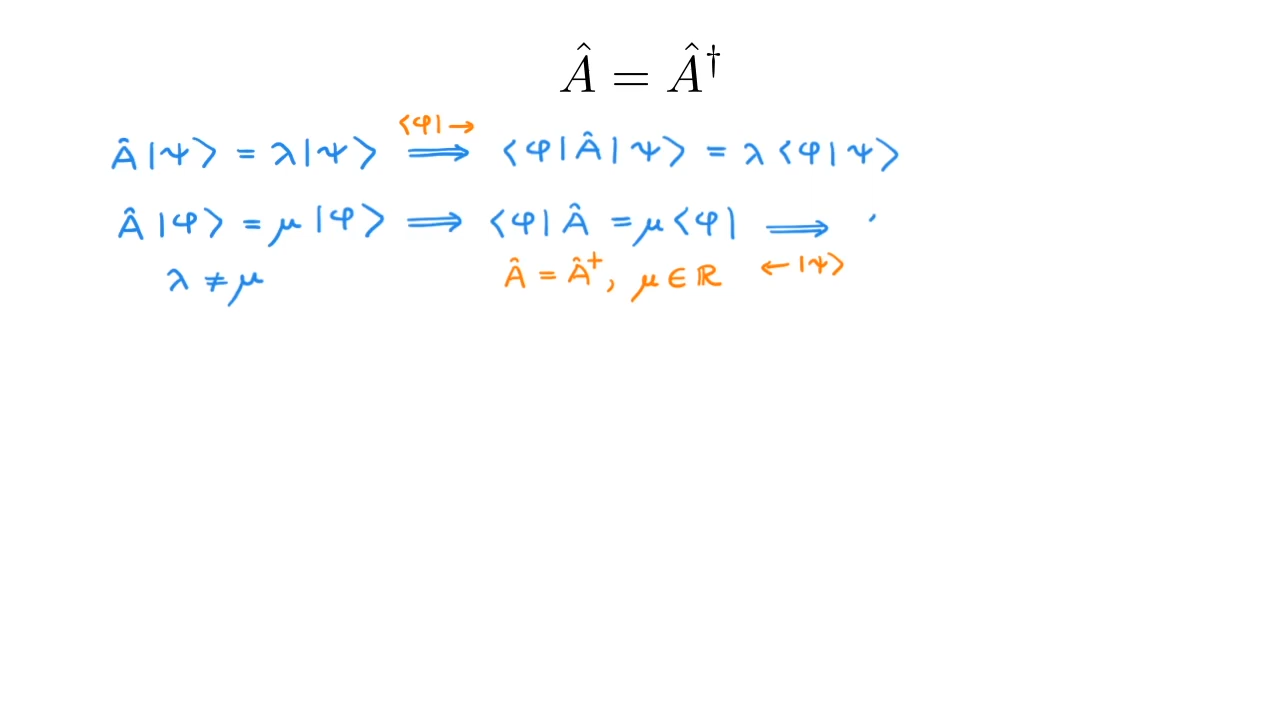 Â = Â†
⟨φ| →
Â|ψ⟩ = λ|ψ⟩ ⟹ ⟨φ|Â|ψ⟩ = λ⟨φ|ψ⟩
Â|φ⟩ = μ|φ⟩ ⟹ ⟨φ|Â = μ⟨φ| ⟹
λ ≠ μ Â = Â†, μ ∈ ℝ ← |ψ⟩